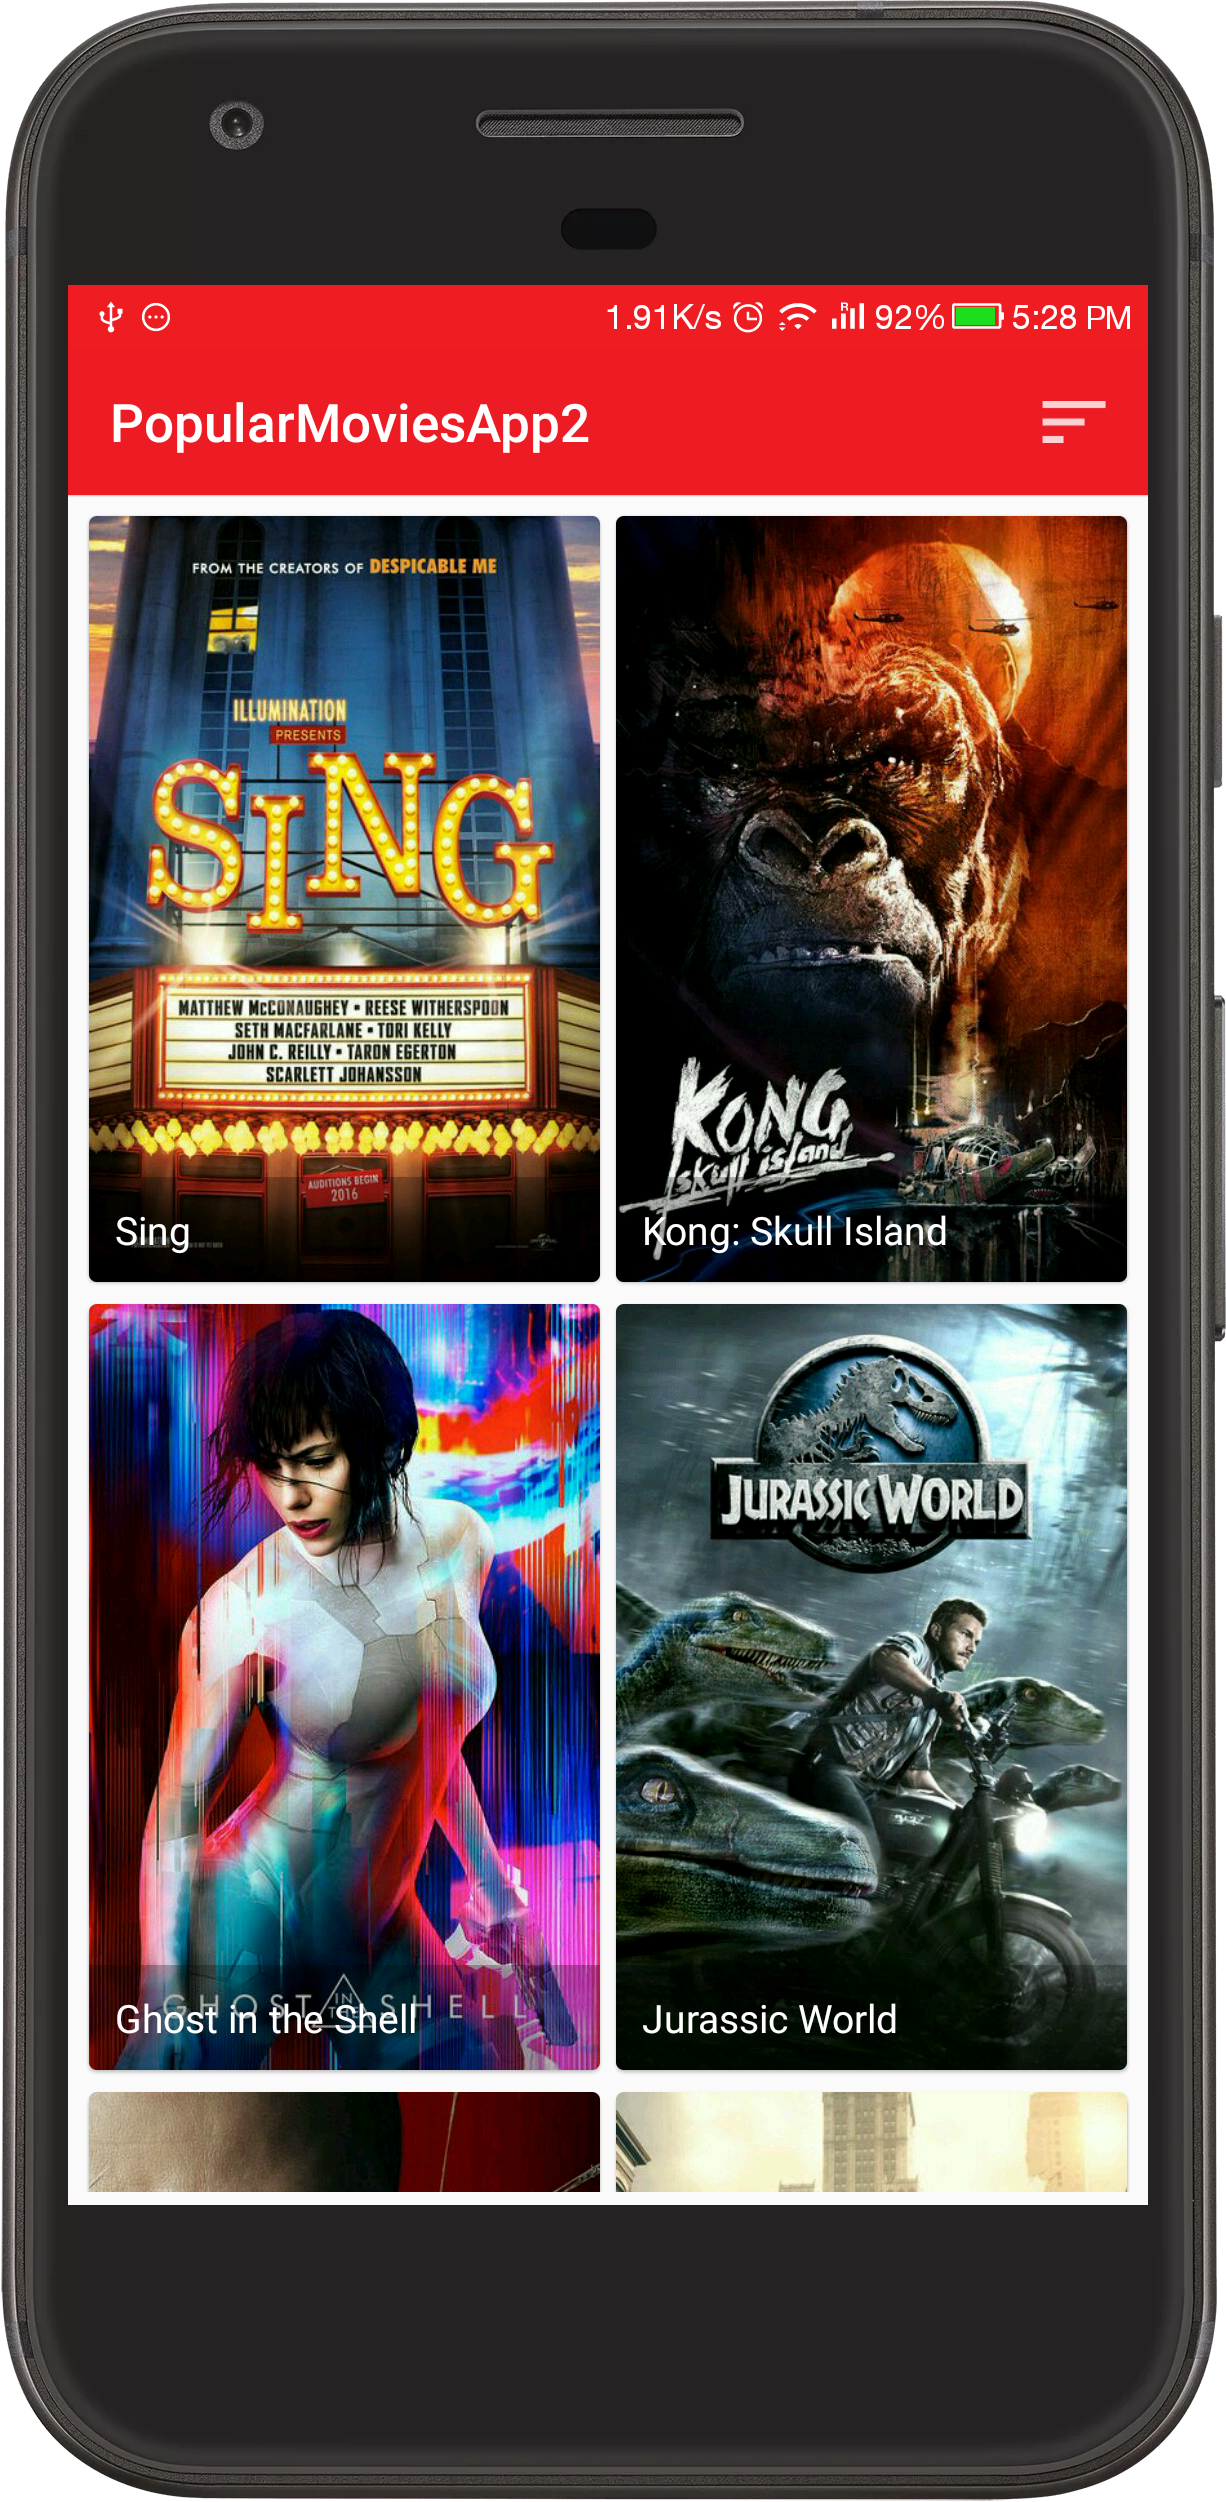 1.91K/s 92% 5:28 PM
PopularMoviesApp2
FROM THE CREATORS OF DESPICABLE ME
ILLUMINATION
PRESENTS
SING
MATTHEW McCONAUGHEY • REESE WITHERSPOON
SETH MACFARLANE • TORI KELLY
JOHN C. REILLY • TARON EGERTON
SCARLETT JOHANSSON
AUDITIONS BEGIN
2016
Sing
KONG
skull island
Kong: Skull Island
GHOST IN THE SHELL
Ghost in the Shell
JURASSIC WORLD
Jurassic World